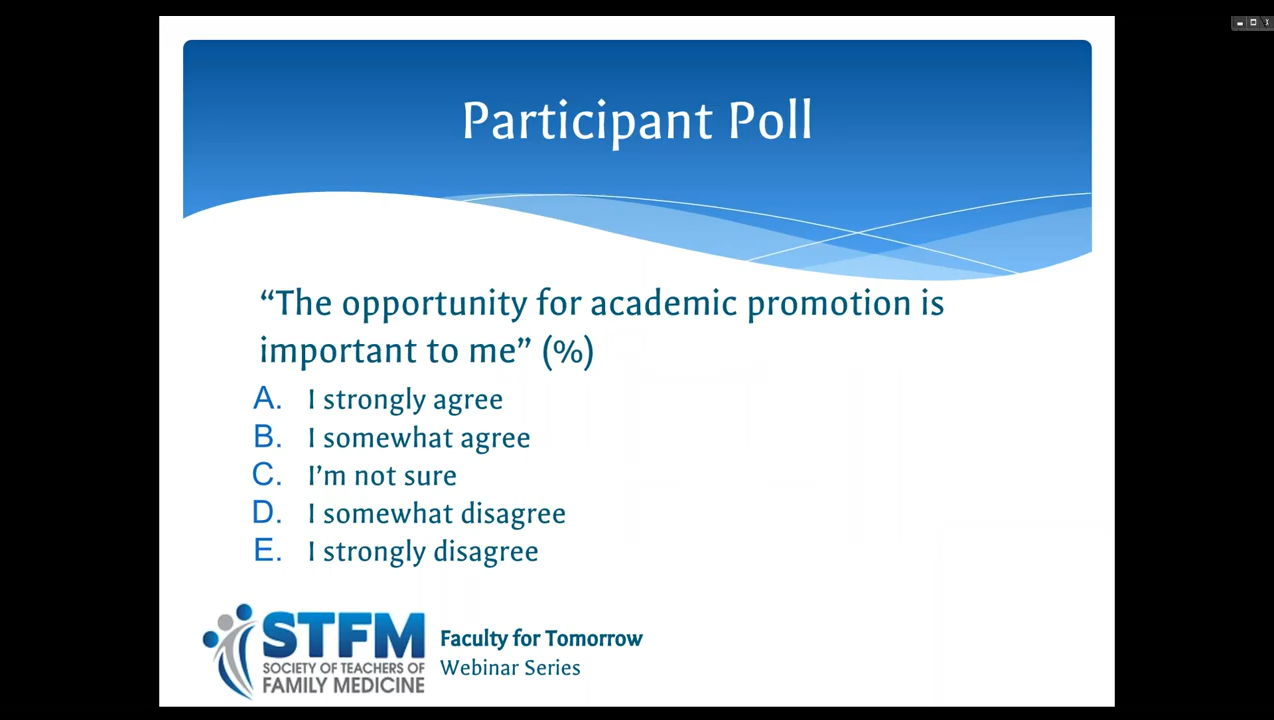 Participant Poll
“The opportunity for academic promotion is
important to me” (%)
A. I strongly agree
B. I somewhat agree
C. I’m not sure
D. I somewhat disagree
E. I strongly disagree
STFM
SOCIETY OF TEACHERS OF
FAMILY MEDICINE
Faculty for Tomorrow
Webinar Series